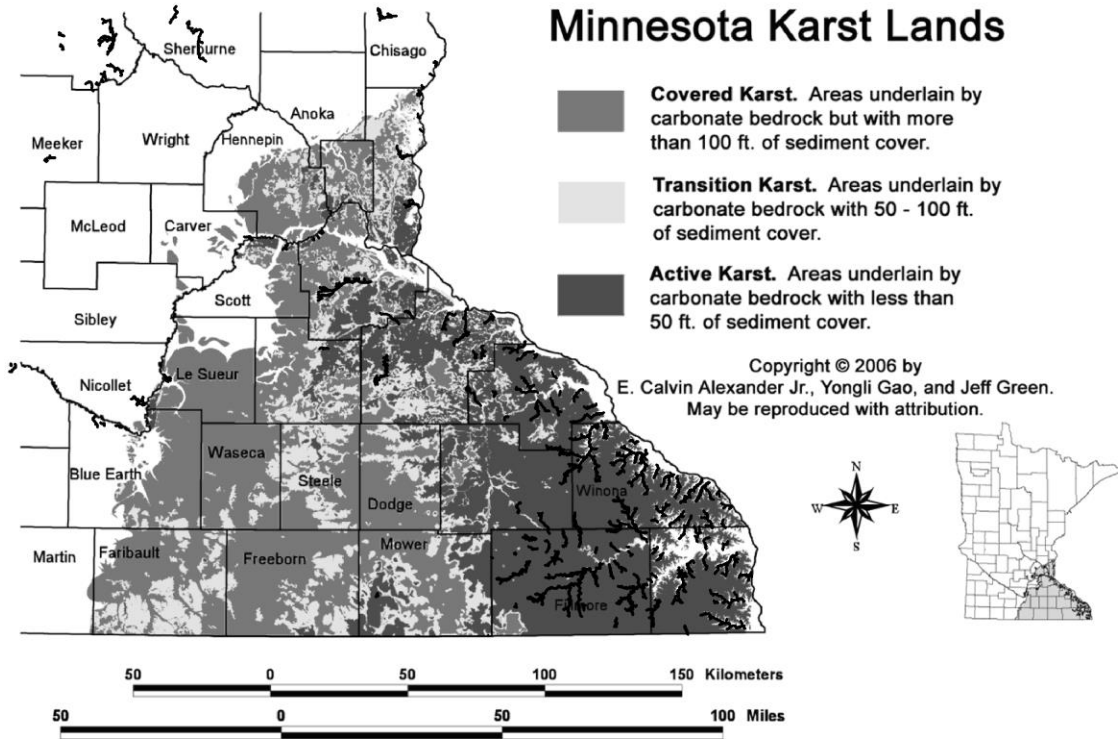 Minnesota Karst Lands
Covered Karst. Areas underlain by
carbonate bedrock but with more
than 100 ft. of sediment cover.
Transition Karst. Areas underlain by
carbonate bedrock with 50 - 100 ft.
of sediment cover.
Active Karst. Areas underlain by
carbonate bedrock with less than
50 ft. of sediment cover.
Copyright © 2006 by
E. Calvin Alexander Jr., Yongli Gao, and Jeff Green.
May be reproduced with attribution.
N
W
E
S
Sherburne
Chisago
Anoka
Wright
Hennepin
Meeker
McLeod
Carver
Scott
Sibley
Nicollet
Le Sueur
Blue Earth
Waseca
Steele
Dodge
Winona
Martin
Faribault
Freeborn
Mower
Fillmore
50 0 50 100 150 Kilometers
50 0 50 100 Miles